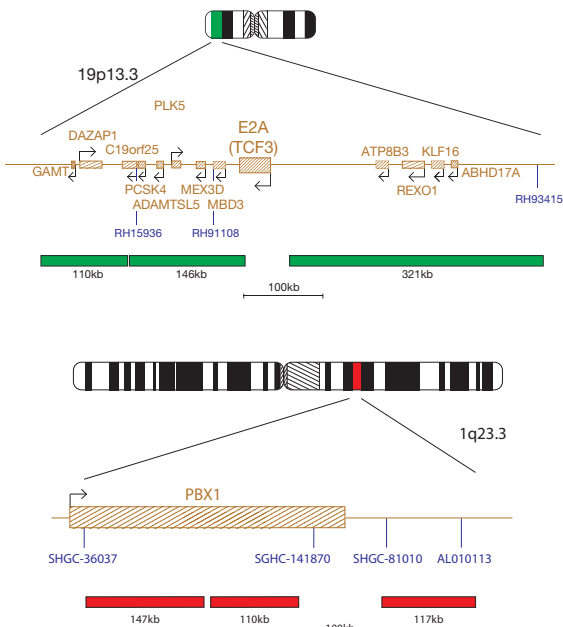 19p13.3
PLK5
E2A
(TCF3)
DAZAP1
C19orf25
ATP8B3
KLF16
GAMT
ABHD17A
PCSK4
MEX3D
REXO1
ADAMTSL5
MBD3
RH93415
RH15936
RH91108
110kb
146kb
321kb
100kb
1q23.3
PBX1
SHGC-36037
SGHC-141870
SHGC-81010
AL010113
147kb
110kb
117kb